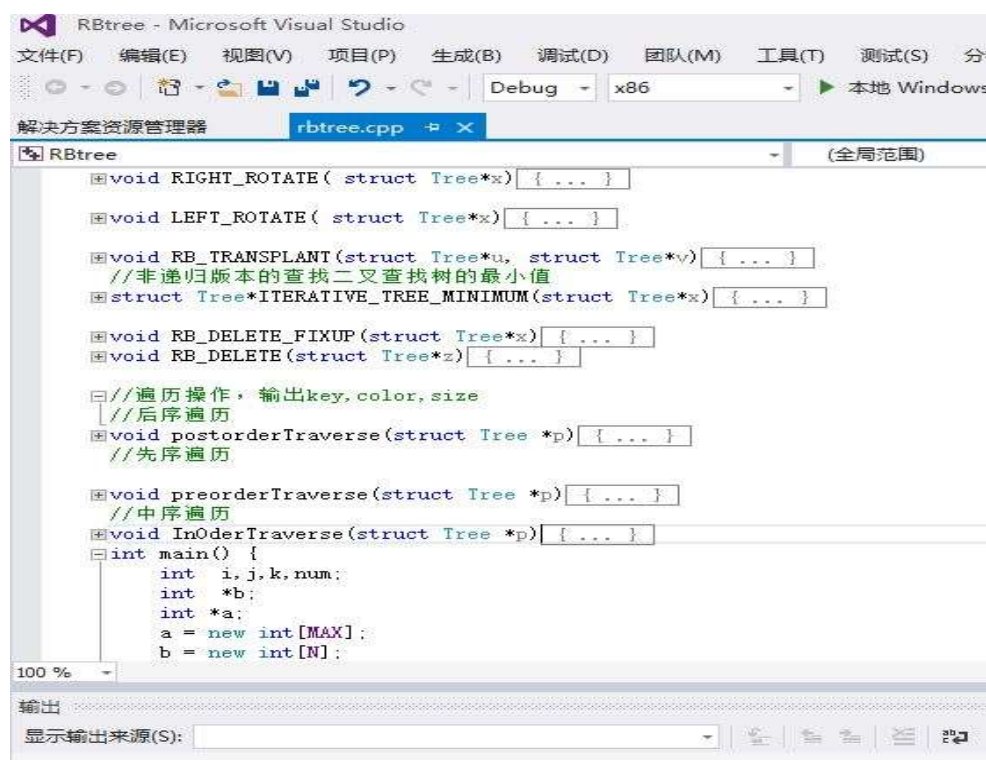 RBtree - Microsoft Visual Studio
文件(F) 编辑(E) 视图(V) 项目(P) 生成(B) 调试(D) 团队(M) 工具(T) 测试(S) 分
Debug x86 本地 Windows
解决方案资源管理器 rbtree.cpp
RBtree (全局范围)
void RIGHT_ROTATE( struct Tree*x) { ... }
void LEFT_ROTATE( struct Tree*x) { ... }
void RB_TRANSPLANT(struct Tree*u, struct Tree*v) { ... }
//非递归版本的查找二叉查找树的最小值
struct Tree*ITERATIVE_TREE_MINIMUM(struct Tree*x) { ... }
void RB_DELETE_FIXUP(struct Tree*x) { ... }
void RB_DELETE(struct Tree*z) { ... }
//遍历操作，输出key,color,size
//后序遍历
void postorderTraverse(struct Tree *p) { ... }
//先序遍历
void preorderTraverse(struct Tree *p) { ... }
//中序遍历
void InOderTraverse(struct Tree *p) { ... }
int main() {
int i,j,k,num;
int *b;
int *a;
a = new int[MAX];
b = new int[N];
100 %
输出
显示输出来源(S):